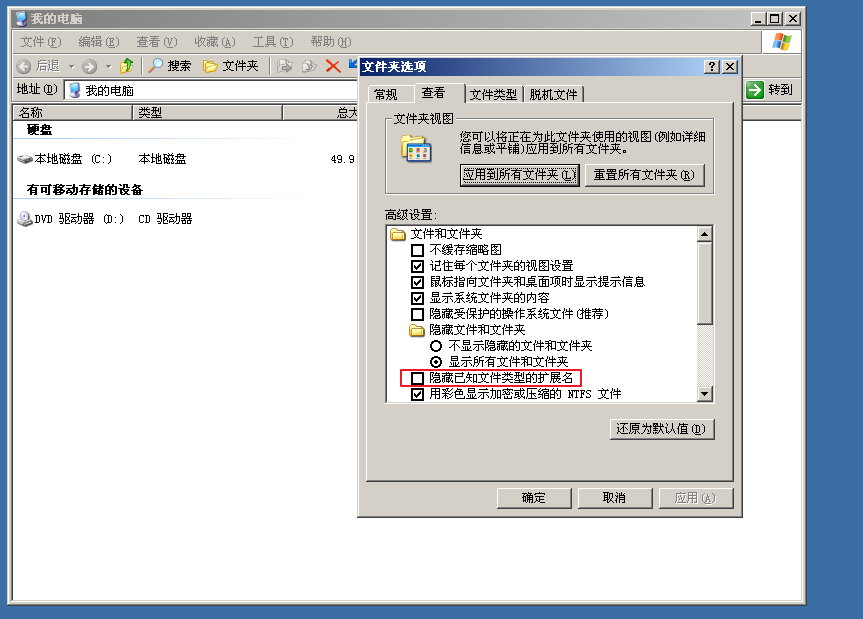 我的电脑
文件(F) 编辑(E) 查看(V) 收藏(A) 工具(T) 帮助(H)
后退 搜索 文件夹
地址(D) 我的电脑 转到
名称 类型 总大
硬盘
本地磁盘 (C:) 本地磁盘 49.9
有可移动存储的设备
DVD 驱动器 (D:) CD 驱动器
文件夹选项
常规 查看 文件类型 脱机文件
文件夹视图
您可以将正在为此文件夹使用的视图(例如详细
信息或平铺)应用到所有文件夹。
应用到所有文件夹(L) 重置所有文件夹(R)
高级设置:
文件和文件夹
不缓存缩略图
记住每个文件夹的视图设置
鼠标指向文件夹和桌面项时显示提示信息
显示系统文件夹的内容
隐藏受保护的操作系统文件(推荐)
隐藏文件和文件夹
不显示隐藏的文件和文件夹
显示所有文件和文件夹
隐藏已知文件类型的扩展名
用彩色显示加密或压缩的 NTFS 文件
还原为默认值(D)
确定 取消 应用(A)